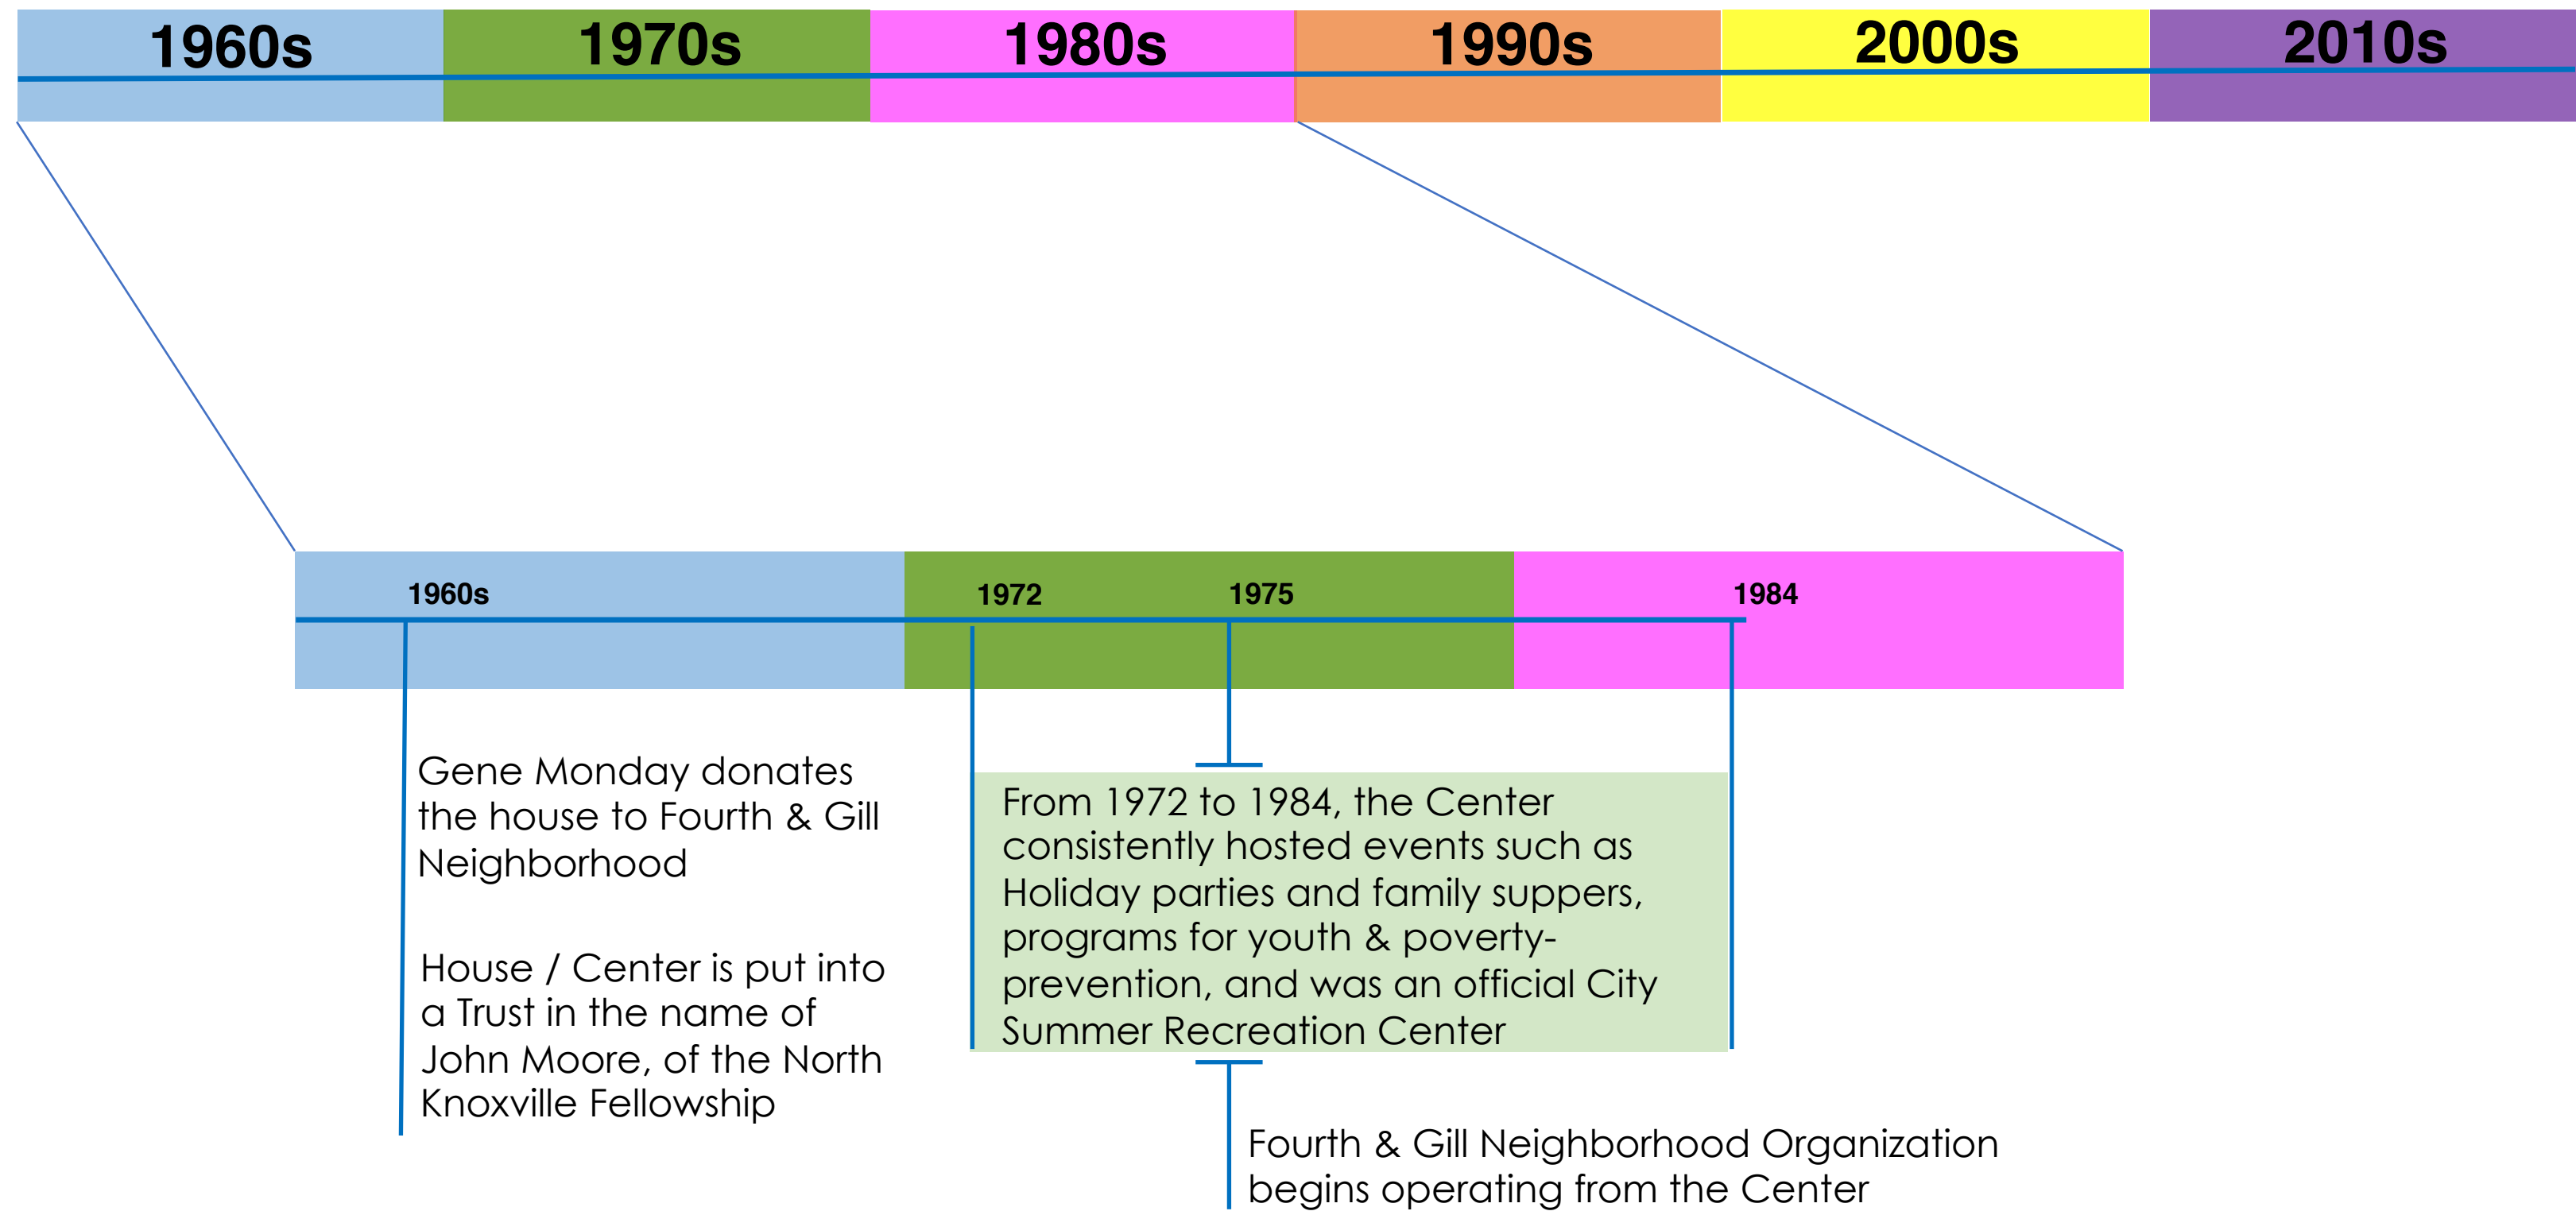 1960s 1970s 1980s 1990s 2000s 2010s
1960s 1972 1975 1984
Gene Monday donates
the house to Fourth & Gill
Neighborhood
House / Center is put into
a Trust in the name of
John Moore, of the North
Knoxville Fellowship
From 1972 to 1984, the Center
consistently hosted events such as
Holiday parties and family suppers,
programs for youth & poverty-
prevention, and was an official City
Summer Recreation Center
Fourth & Gill Neighborhood Organization
begins operating from the Center